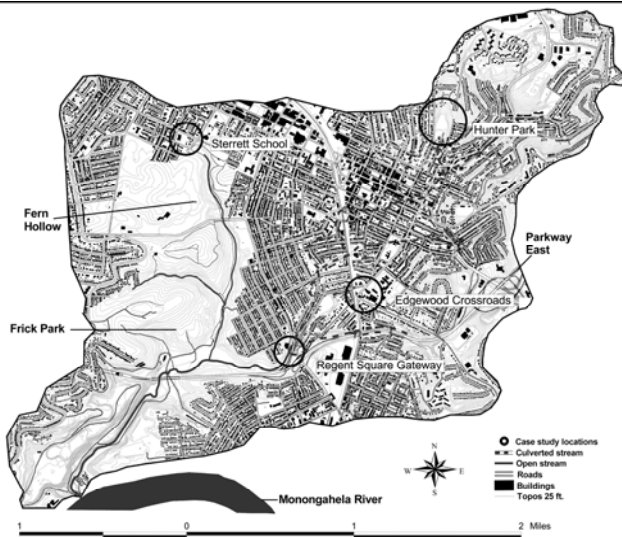 Sterrett School
Hunter Park
Fern
Hollow
Parkway
East
Edgewood Crossroads
Frick Park
Regent Square Gateway
Monongahela River
N
W
E
S
Case study locations
Culverted stream
Open stream
Roads
Buildings
Topos 25 ft.
1 0 1 2 Miles